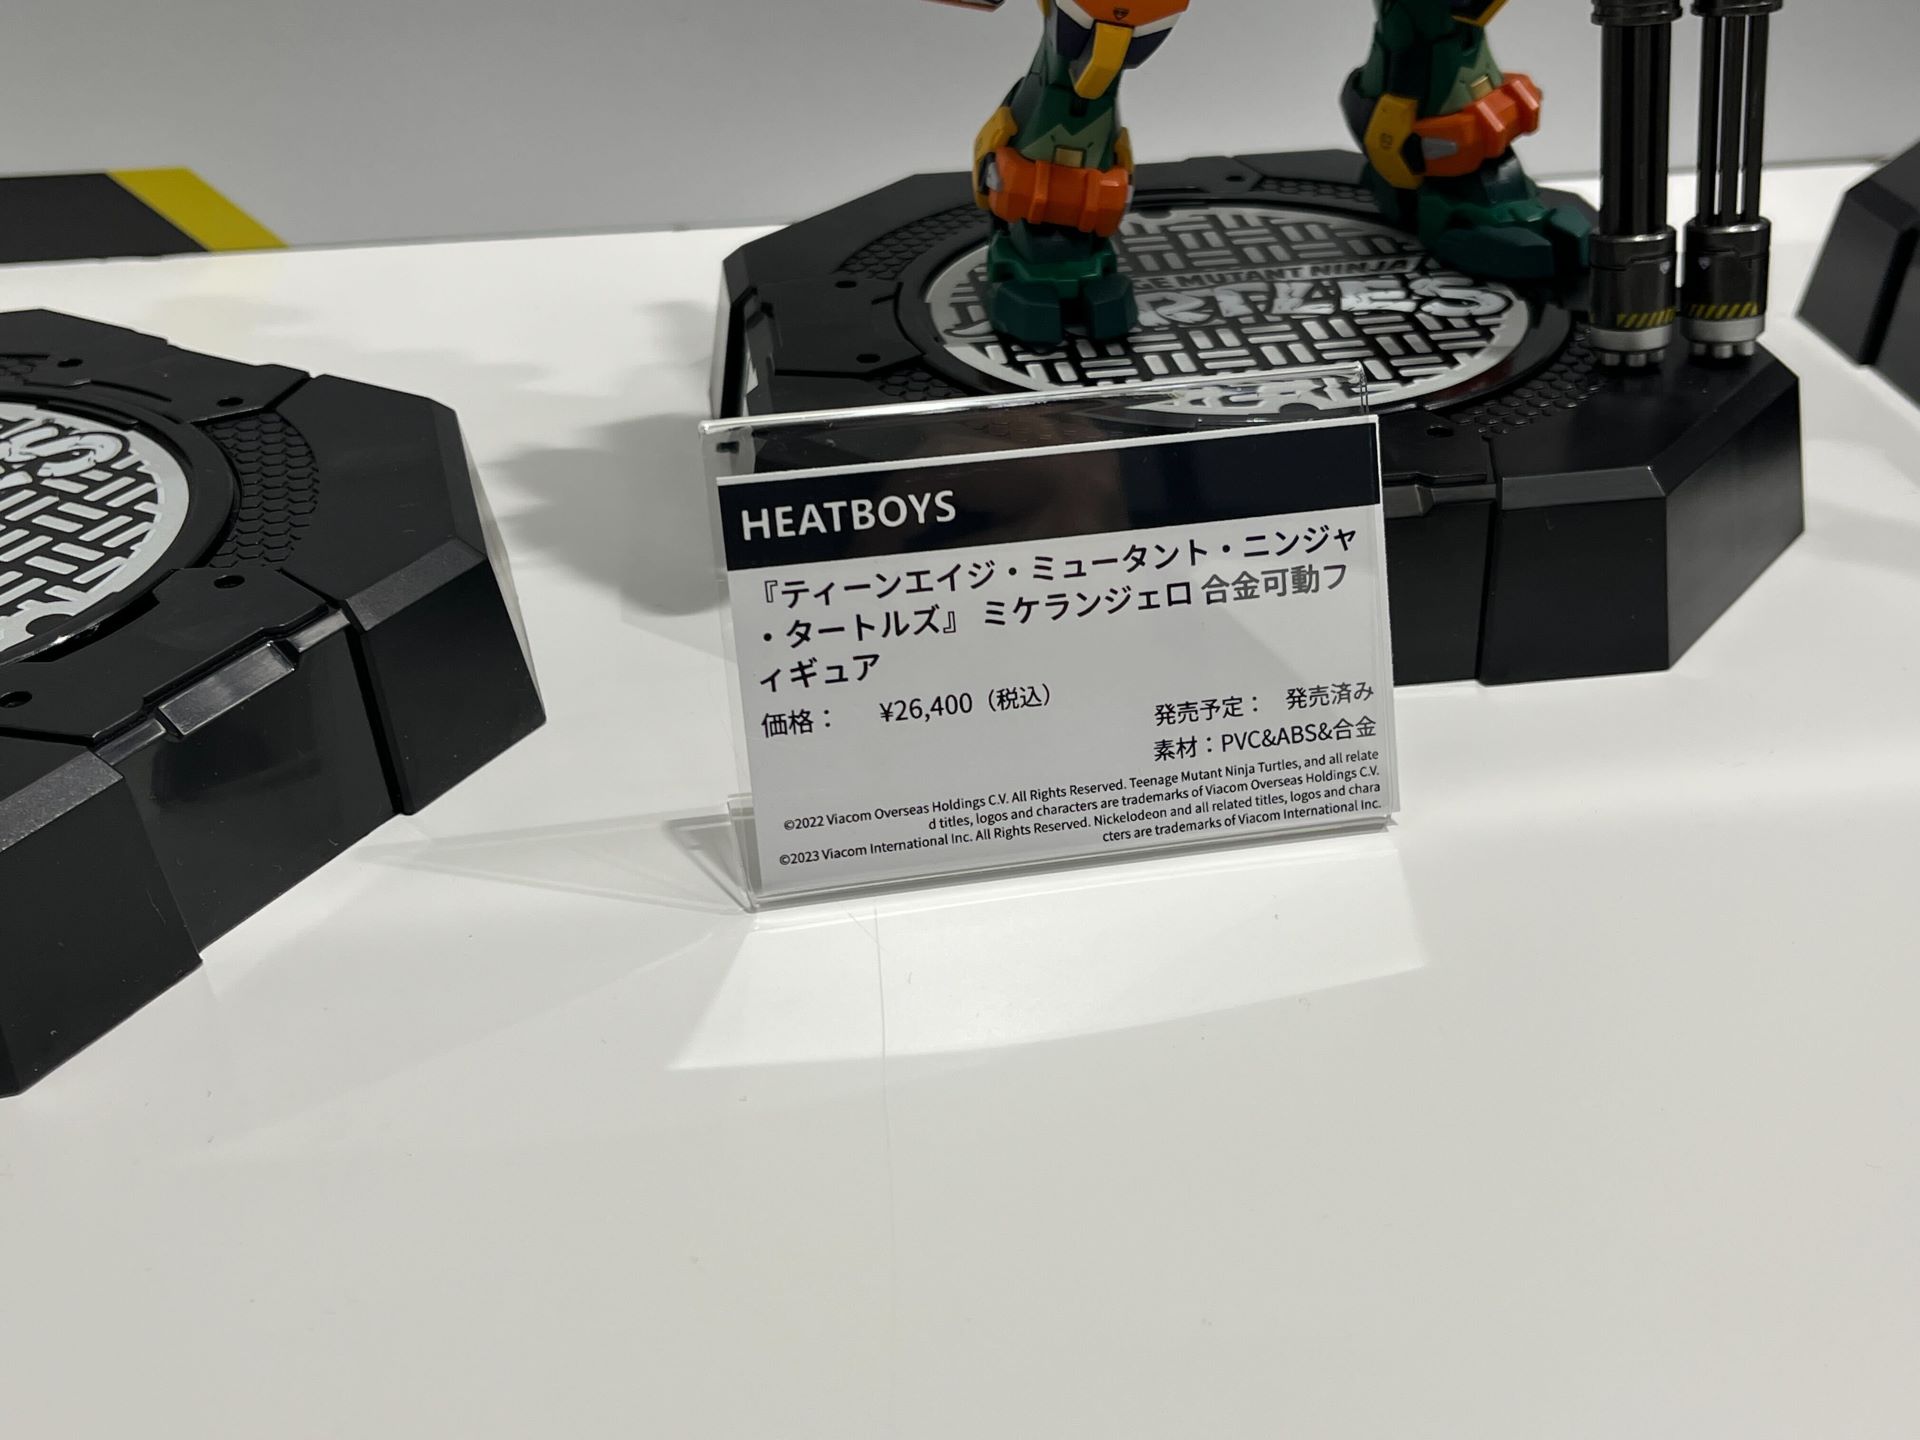 GE MUTANT NINJA
RTLES
HEATBOYS
『ティーンエイジ・ミュータント・ニンジャ
・タートルズ』 ミケランジェロ 合金可動フ
ィギュア
価格： ¥26,400（税込）
発売予定： 発売済み
素材：PVC&ABS&合金
©2022 Viacom Overseas Holdings C.V. All Rights Reserved. Teenage Mutant Ninja Turtles, and all relate
d titles, logos and characters are trademarks of Viacom Overseas Holdings C.V.
©2023 Viacom International Inc. All Rights Reserved. Nickelodeon and all related titles, logos and chara
cters are trademarks of Viacom International Inc.